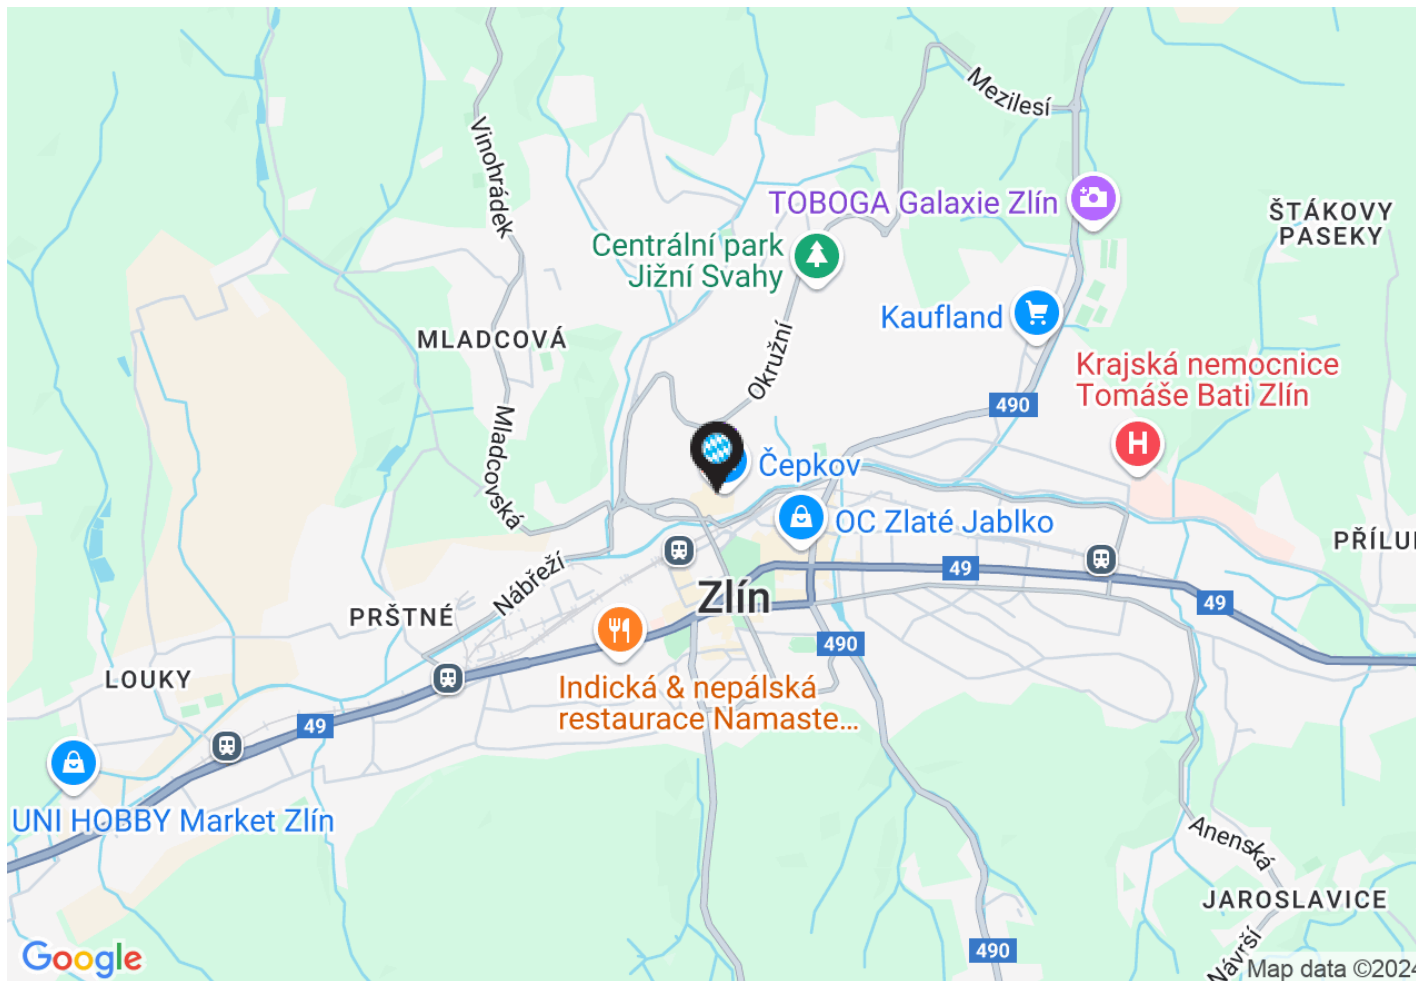 Mezilesí
Vinohrádek
TOBOGA Galaxie Zlín
ŠTÁKOVY
PASEKY
Centrální park
Jižní Svahy
Kaufland
MLADCOVÁ
Okružní
Krajská nemocnice
Tomáše Bati Zlín
490
Mladcovská
Čepkov
OC Zlaté Jablko
PŘÍLUK
49
Nábřeží
Zlín
49
PRŠTNÉ
490
LOUKY
Indická & nepálská
restaurace Namaste...
49
UNI HOBBY Market Zlín
Anenská
JAROSLAVICE
490
Návrší
Google
Map data ©2024